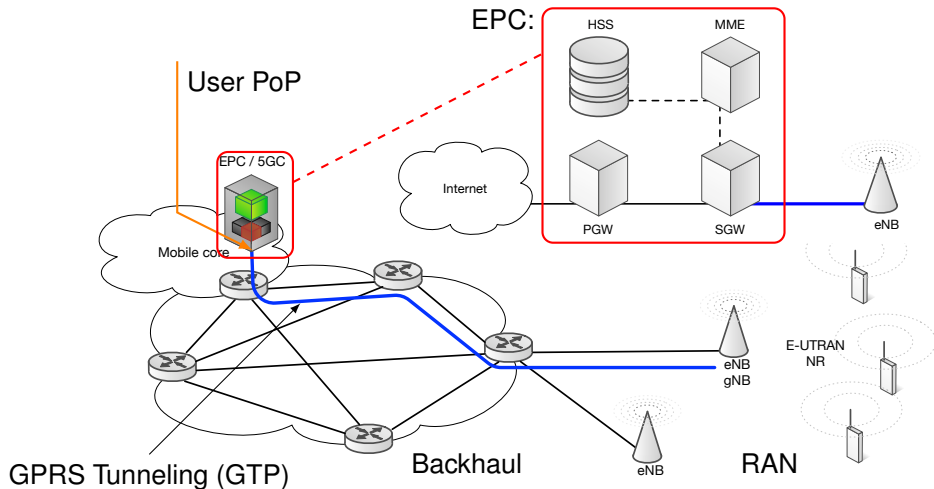 EPC:
HSS
MME
User PoP
EPC / 5GC
Internet
PGW
SGW
eNB
Mobile core
E-UTRAN
NR
eNB
gNB
eNB
GPRS Tunneling (GTP)
Backhaul
RAN